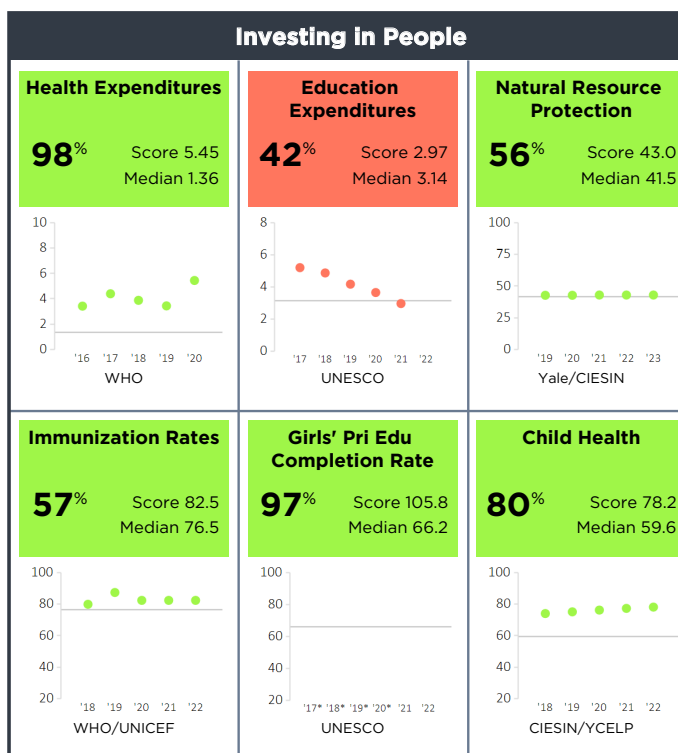 Investing in People
Health Expenditures
98%
Score 5.45
Median 1.36
10
8
6
4
2
0
'16 '17 '18 '19 '20
WHO
Education
Expenditures
42%
Score 2.97
Median 3.14
8
6
4
2
0
'17 '18 '19 '20 '21 '22
UNESCO
Natural Resource
Protection
56%
Score 43.0
Median 41.5
100
75
50
25
0
'19 '20 '21 '22 '23
Yale/CIESIN
Immunization Rates
57%
Score 82.5
Median 76.5
100
80
60
40
20
'18 '19 '20 '21 '22
WHO/UNICEF
Girls' Pri Edu
Completion Rate
97%
Score 105.8
Median 66.2
100
80
60
40
20
'17* '18* '19* '20* '21 '22
UNESCO
Child Health
80%
Score 78.2
Median 59.6
100
80
60
40
20
'18 '19 '20 '21 '22
CIESIN/YCELP